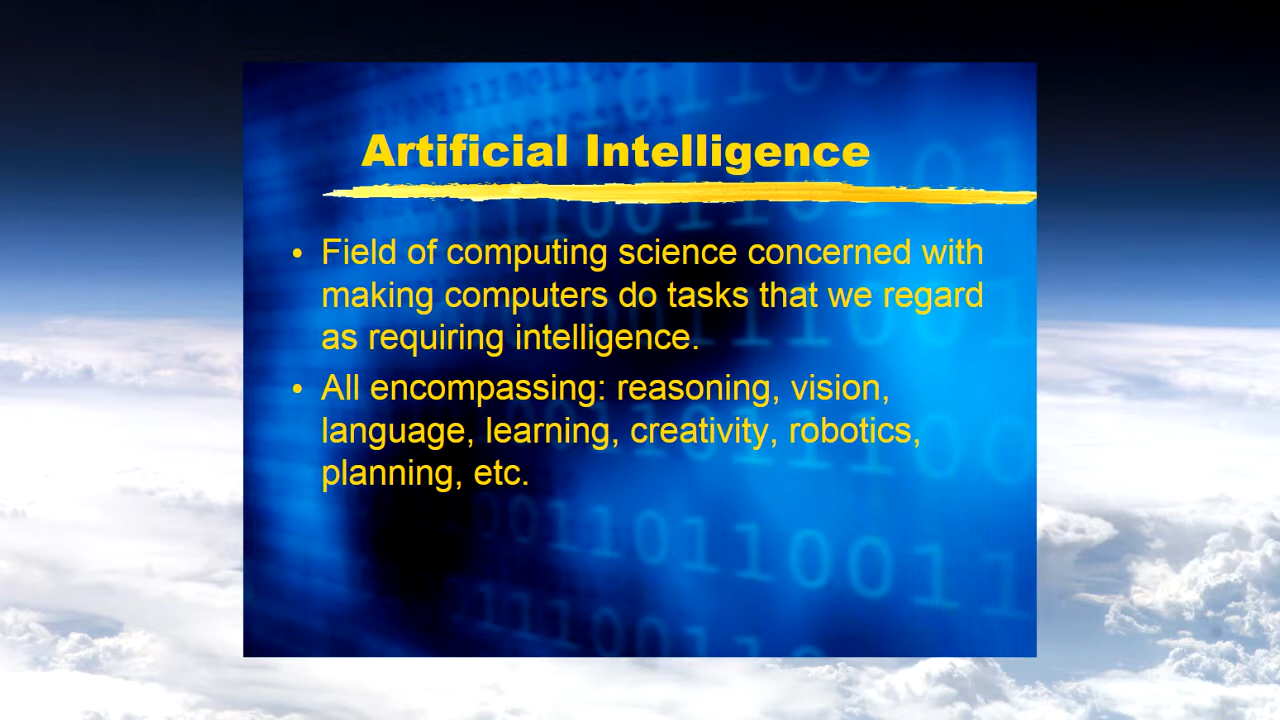 Artificial Intelligence
• Field of computing science concerned with
making computers do tasks that we regard
as requiring intelligence.
• All encompassing: reasoning, vision,
language, learning, creativity, robotics,
planning, etc.